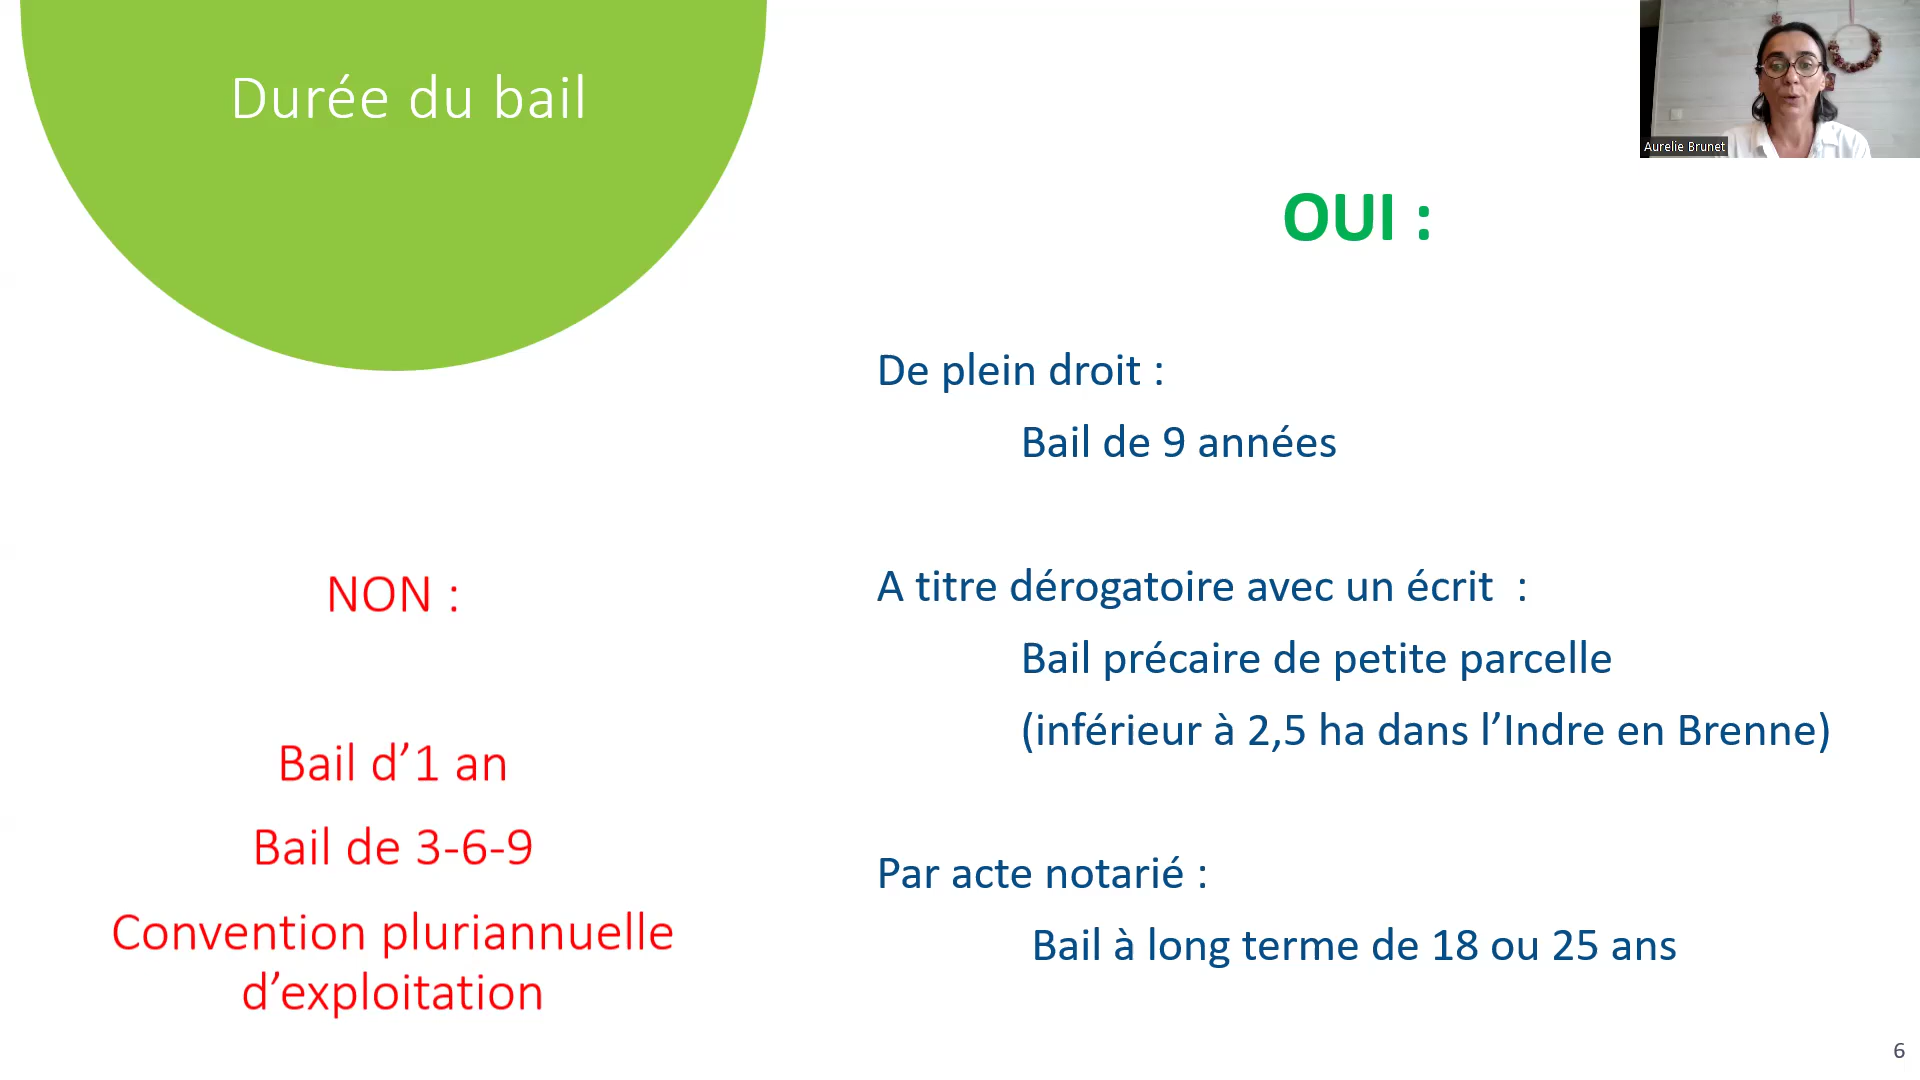 Durée du bail
NON :
Bail d’1 an
Bail de 3-6-9
Convention pluriannuelle
d’exploitation
Aurelie Brunet
OUI :
De plein droit :
Bail de 9 années
A titre dérogatoire avec un écrit  :
Bail précaire de petite parcelle
(inférieur à 2,5 ha dans l’Indre en Brenne)
Par acte notarié :
Bail à long terme de 18 ou 25 ans
6